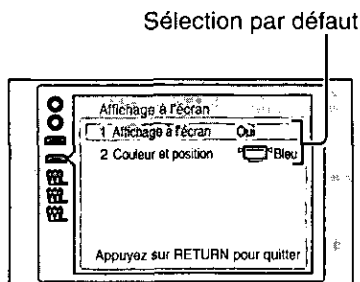 Sélection par défaut
Affichage à l'écran
1 Affichage à l'écran Oui
2 Couleur et position Bleu
Appuyez sur RETURN pour quitter